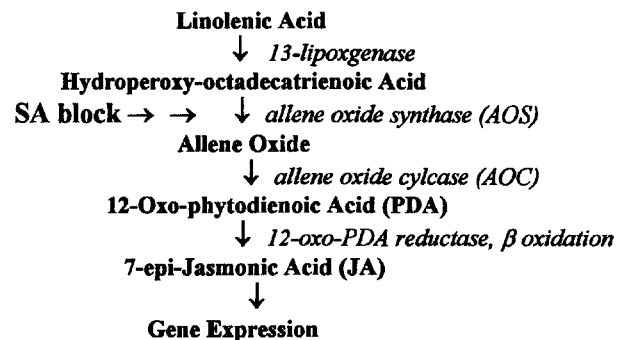 Linolenic Acid
↓ 13-lipoxgenase
Hydroperoxy-octadecatrienoic Acid
SA block → → ↓ allene oxide synthase (AOS)
Allene Oxide
↓ allene oxide cylcase (AOC)
12-Oxo-phytodienoic Acid (PDA)
↓ 12-oxo-PDA reductase, β oxidation
7-epi-Jasmonic Acid (JA)
↓
Gene Expression